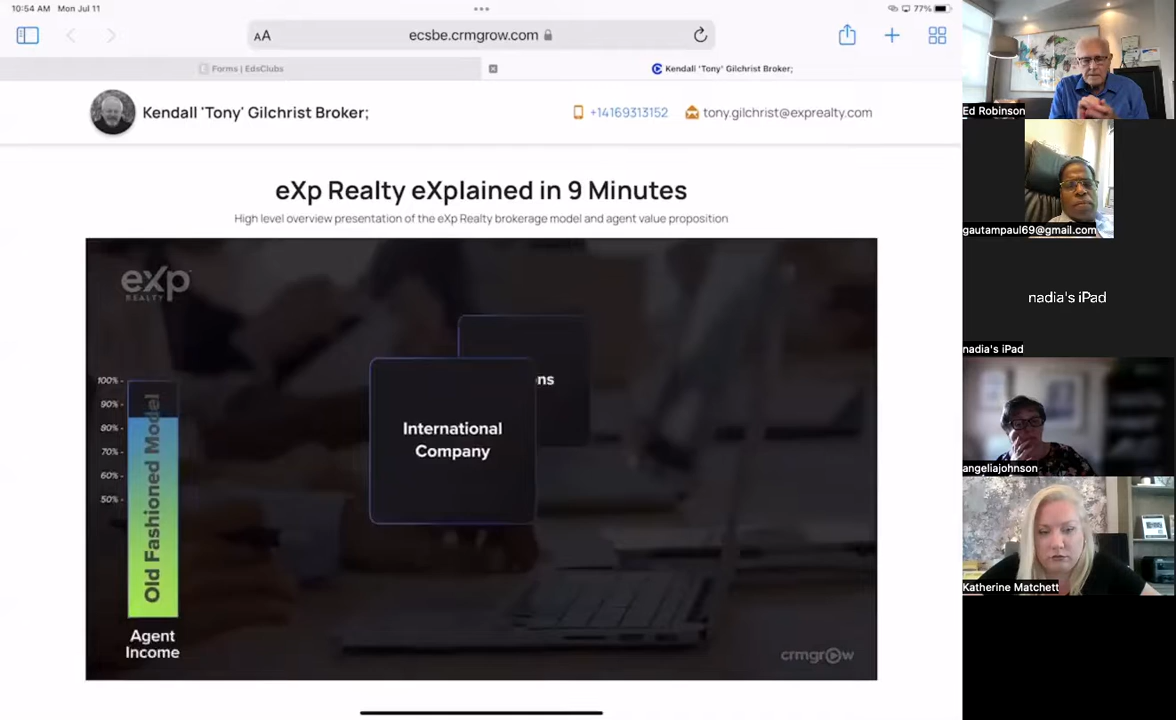 10:54 AM Mon Jul 11
77%
AA
ecsbe.crmgrow.com
Forms | EdsClubs
Kendall 'Tony' Gilchrist Broker;
Kendall 'Tony' Gilchrist Broker;
+14169313152
tony.gilchrist@exprealty.com
eXp Realty eXplained in 9 Minutes
High level overview presentation of the eXp Realty brokerage model and agent value proposition
eXp
REALTY
100%
90%
80%
70%
60%
50%
Old Fashioned Model
Agent
Income
ns
International
Company
crmgrow
Ed Robinson
gautampaul69@gmail.com
nadia's iPad
nadia's iPad
angeliajohnson
Katherine Matchett